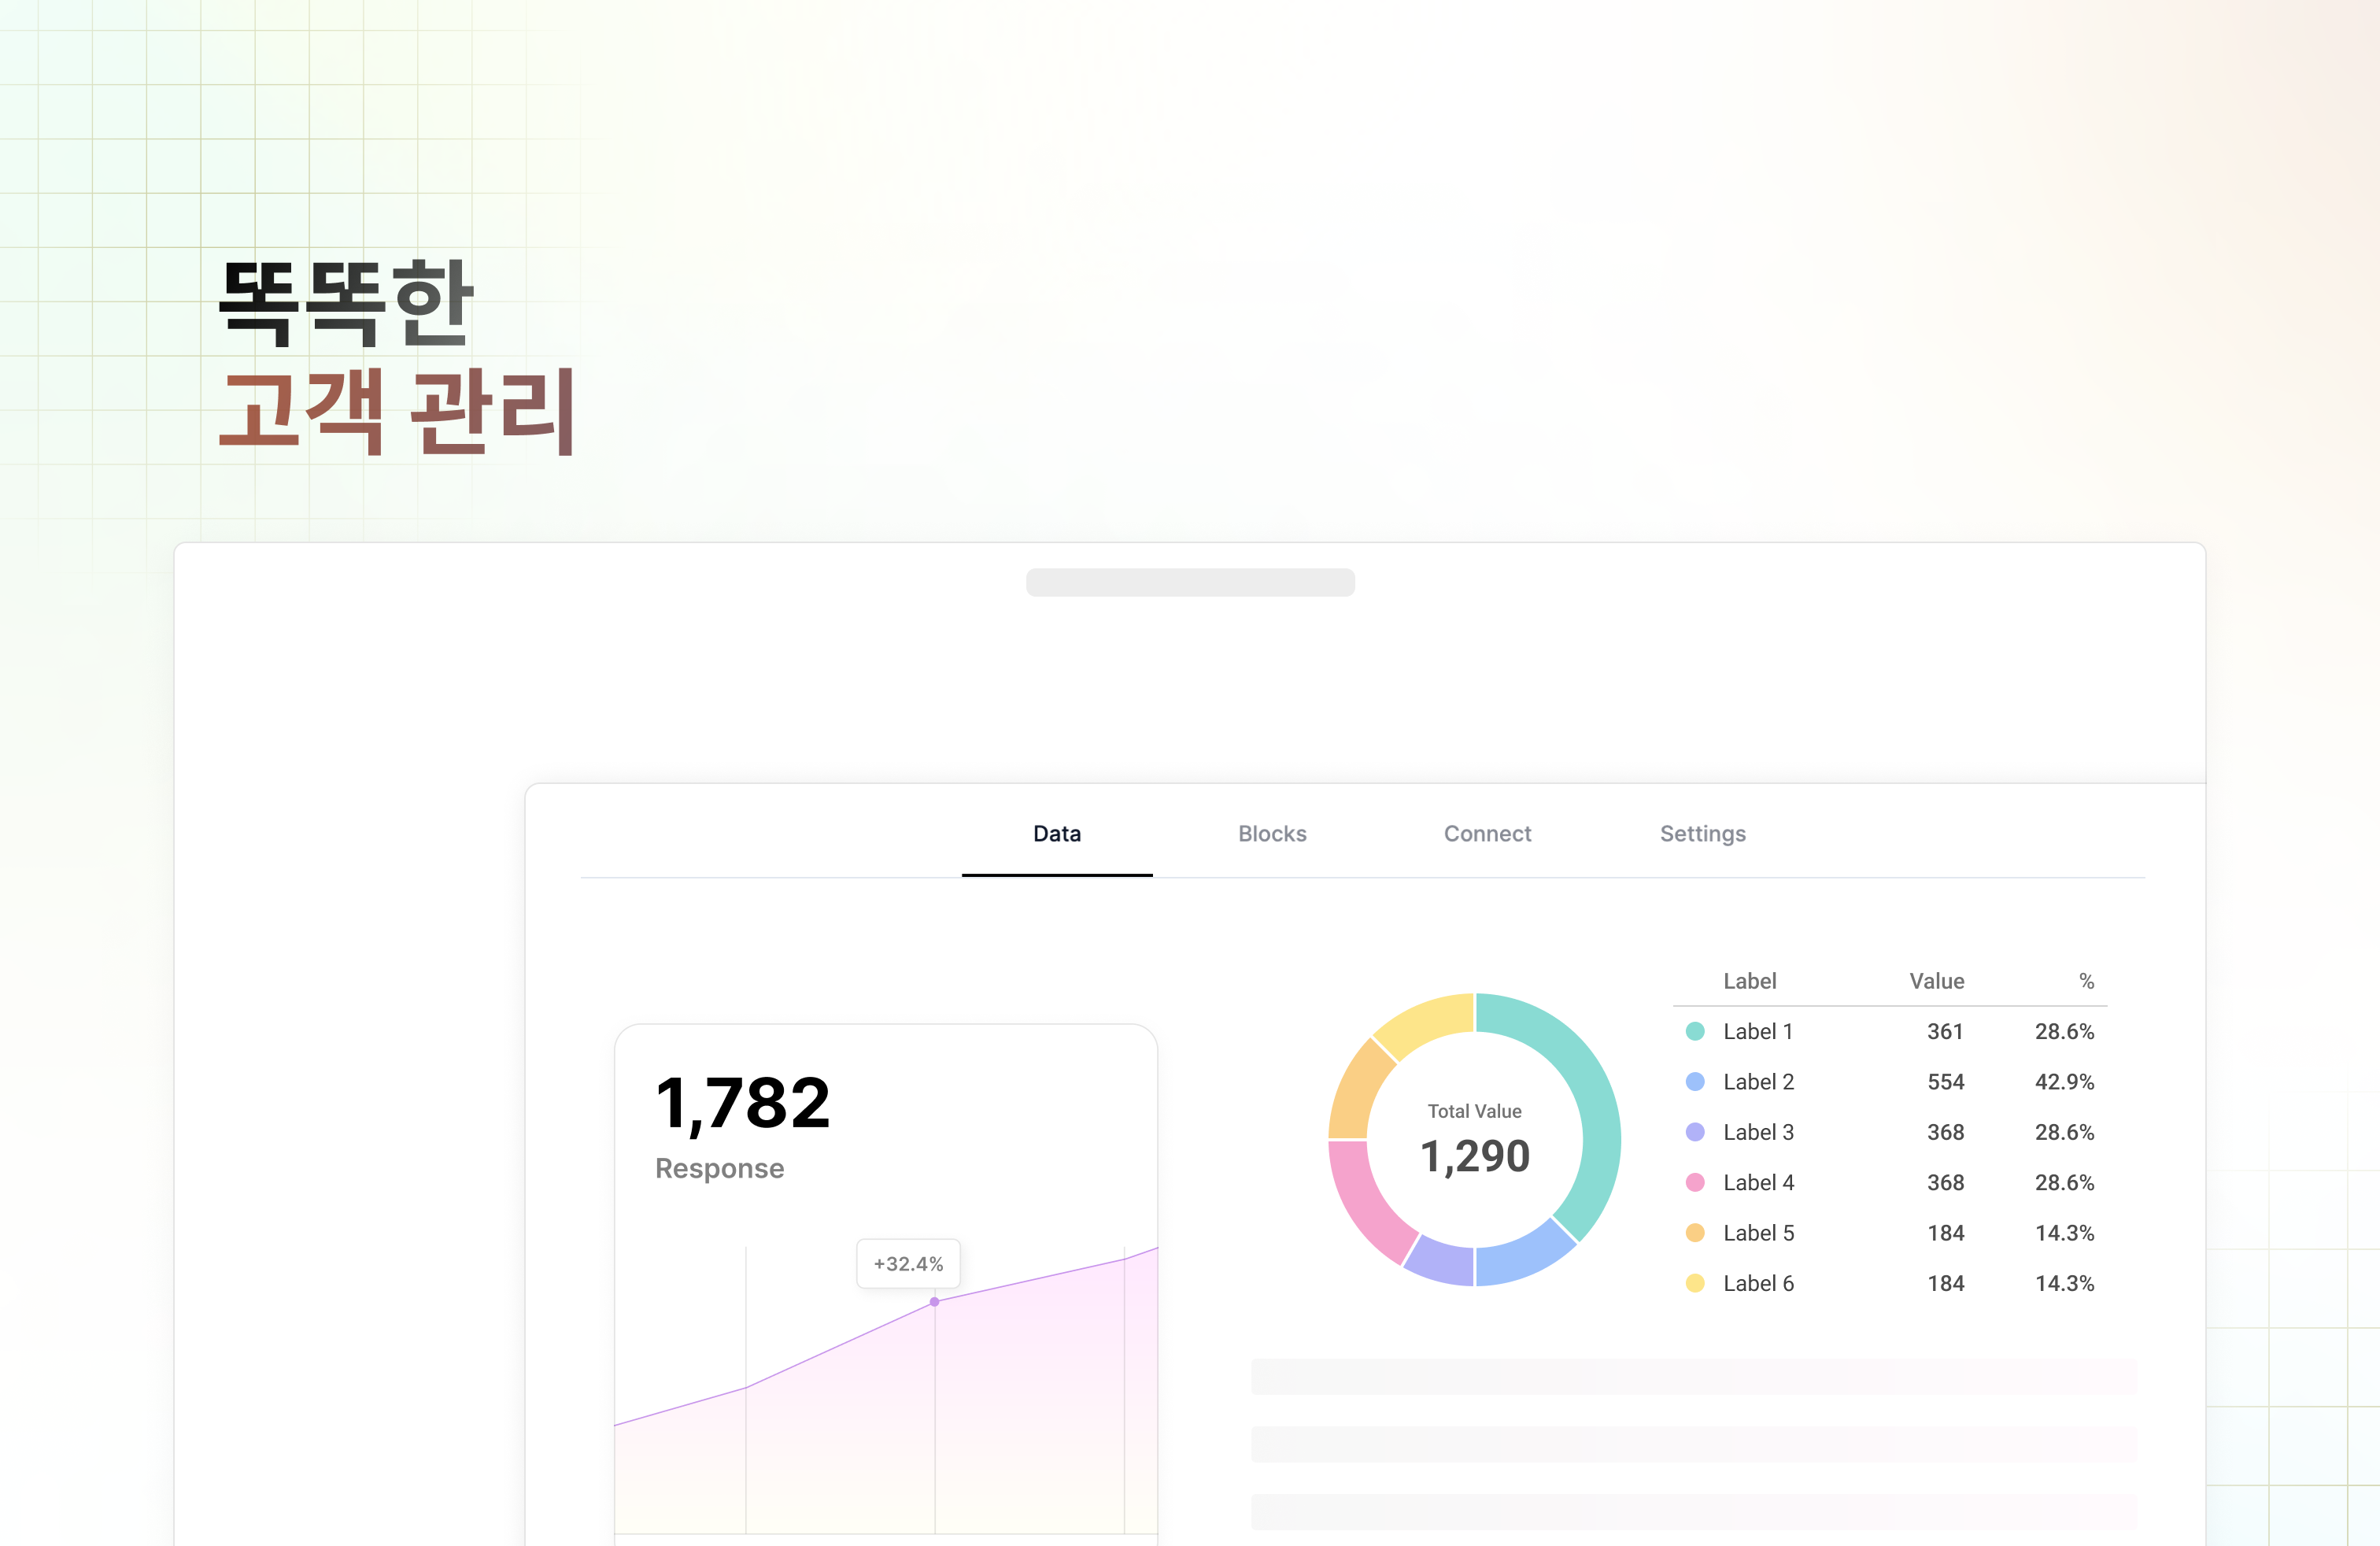 똑똑한
고객 관리
Data Blocks Connect Settings
1,782
Response
+32.4%
Total Value
1,290
Label Value %
Label 1 361 28.6%
Label 2 554 42.9%
Label 3 368 28.6%
Label 4 368 28.6%
Label 5 184 14.3%
Label 6 184 14.3%